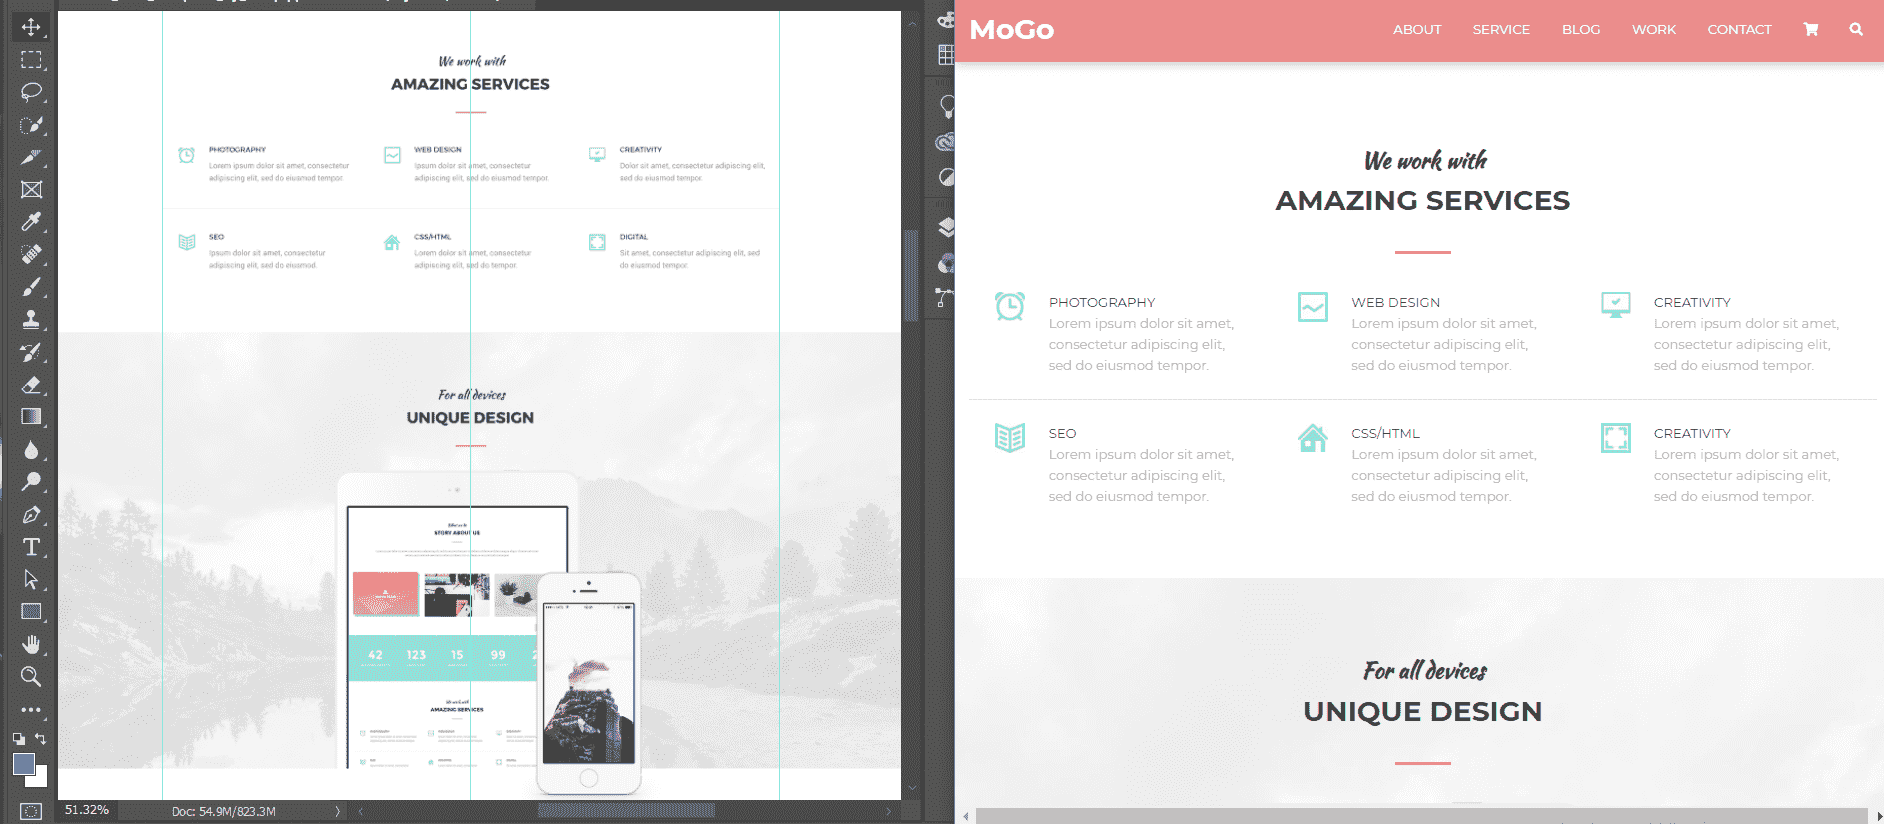 We work with
AMAZING SERVICES
PHOTOGRAPHY
Lorem ipsum dolor sit amet, consectetur
adipiscing elit, sed do eiusmod tempor.
WEB DESIGN
Lorem ipsum dolor sit amet, consectetur
adipiscing elit, sed do eiusmod tempor.
CREATIVITY
Dolor sit amet, consectetur adipiscing elit,
sed do eiusmod tempor.
SEO
Ipsum dolor sit amet, consectetur
adipiscing elit, sed do eiusmod.
CSS/HTML
Lorem dolor sit amet, consectetur
adipiscing elit, sed do tempor.
DIGITAL
Sit amet, consectetur adipiscing elit, sed
do eiusmod tempor.
For all devices
UNIQUE DESIGN
STORY ABOUT US
42 123 15 99 2
We work with
AMAZING SERVICES
51.32% Doc: 54.9M/823.3M
MoGo
ABOUT SERVICE BLOG WORK CONTACT
We work with
AMAZING SERVICES
PHOTOGRAPHY
Lorem ipsum dolor sit amet,
consectetur adipiscing elit,
sed do eiusmod tempor.
WEB DESIGN
Lorem ipsum dolor sit amet,
consectetur adipiscing elit,
sed do eiusmod tempor.
CREATIVITY
Lorem ipsum dolor sit amet,
consectetur adipiscing elit,
sed do eiusmod tempor.
SEO
Lorem ipsum dolor sit amet,
consectetur adipiscing elit,
sed do eiusmod tempor.
CSS/HTML
Lorem ipsum dolor sit amet,
consectetur adipiscing elit,
sed do eiusmod tempor.
CREATIVITY
Lorem ipsum dolor sit amet,
consectetur adipiscing elit,
sed do eiusmod tempor.
For all devices
UNIQUE DESIGN